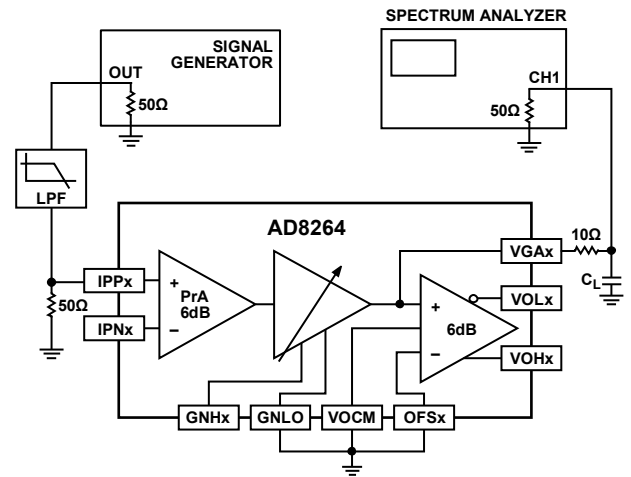 SPECTRUM ANALYZER
SIGNAL
GENERATOR
OUT
50Ω
CH1
50Ω
LPF
AD8264
10Ω
VGAx
IPPx
+
PrA
6dB
–
50Ω
IPNx
+
6dB
–
CL
VOLx
VOHx
GNHx
GNLO
VOCM
OFSx